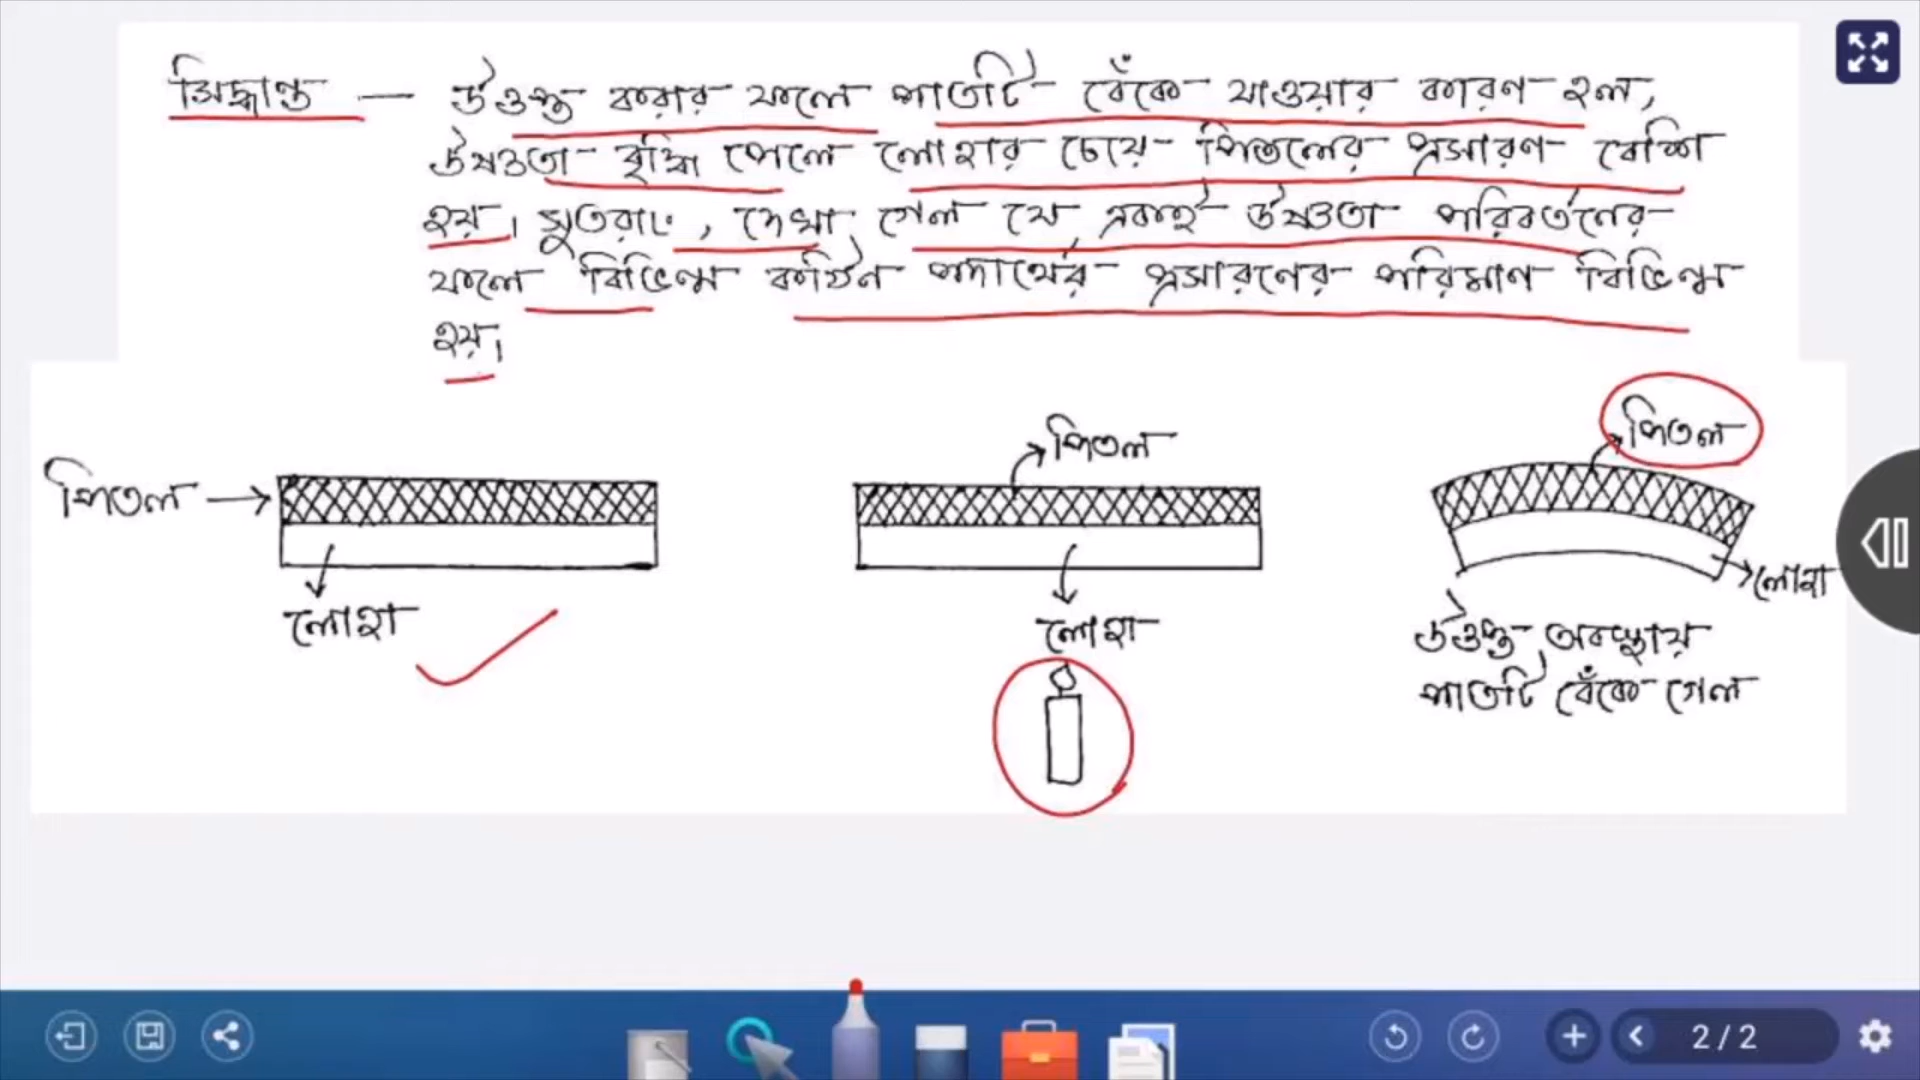 সিদ্ধান্ত — উত্তপ্ত করার ফলে পাতটি বেঁকে যাওয়ার কারণ হল,
উষ্ণতা বৃদ্ধি পেলে লোহার চেয়ে পিতলের প্রসারণ বেশি
হয়। সুতরাং, দেখা গেল যে একই উষ্ণতা পরিবর্তনের
ফলে বিভিন্ন কঠিন পদার্থের প্রসারনের পরিমাণ বিভিন্ন
হয়।
পিতল
লোহা
পিতল
লোহা
পিতল
লোহা
উত্তপ্ত অবস্থায়
পাতটি বেঁকে গেল
2 / 2